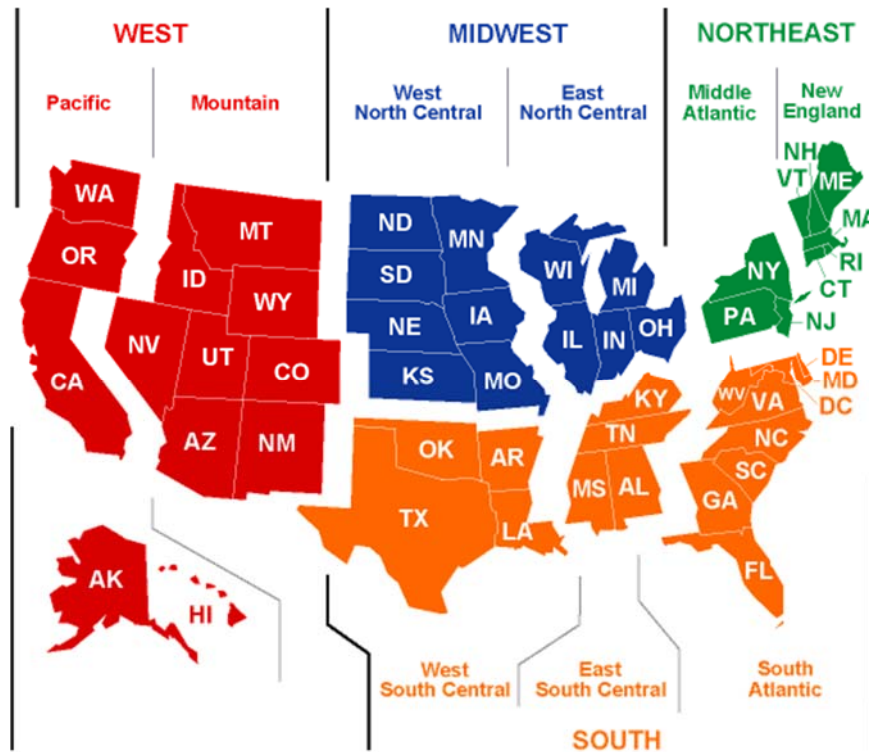 WEST
MIDWEST
NORTHEAST
Pacific
Mountain
West
North Central
East
North Central
Middle
Atlantic
New
England
WA
OR
CA
NV
ID
MT
WY
UT
CO
AZ
NM
AK
HI
ND
SD
NE
KS
MN
IA
MO
WI
MI
IL
IN
OH
NH
VT
ME
MA
RI
CT
NY
PA
NJ
DE
MD
DC
WV
VA
KY
TN
NC
SC
OK
AR
TX
LA
MS
AL
GA
FL
West
South Central
East
South Central
South
Atlantic
SOUTH